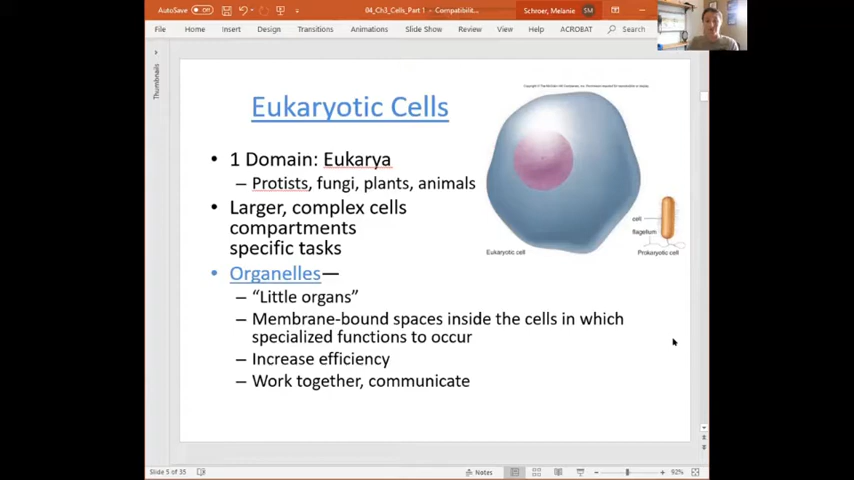 AutoSave Off
04_Ch3_Cells_Part 1 - Compatibilit...
Schroer, Melanie SM
File Home Insert Design Transitions Animations Slide Show Review View Help ACROBAT Search
Thumbnails
Eukaryotic Cells
• 1 Domain: Eukarya
– Protists, fungi, plants, animals
• Larger, complex cells
compartments
specific tasks
cell
flagellum
Eukaryotic cell
Prokaryotic cell
• Organelles—
– “Little organs”
– Membrane-bound spaces inside the cells in which
specialized functions to occur
– Increase efficiency
– Work together, communicate
Slide 5 of 35
Notes
92%